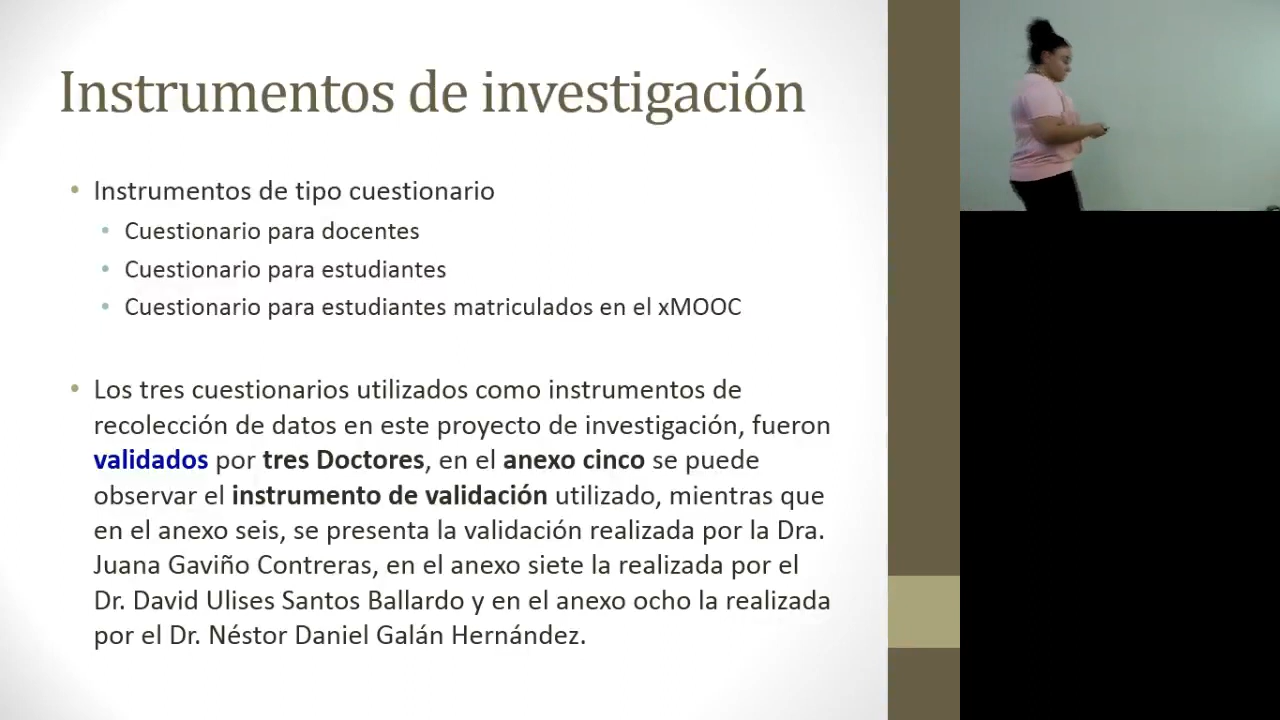 Instrumentos de investigación
• Instrumentos de tipo cuestionario
• Cuestionario para docentes
• Cuestionario para estudiantes
• Cuestionario para estudiantes matriculados en el xMOOC
• Los tres cuestionarios utilizados como instrumentos de
recolección de datos en este proyecto de investigación, fueron
validados por tres Doctores, en el anexo cinco se puede
observar el instrumento de validación utilizado, mientras que
en el anexo seis, se presenta la validación realizada por la Dra.
Juana Gaviño Contreras, en el anexo siete la realizada por el
Dr. David Ulises Santos Ballardo y en el anexo ocho la realizada
por el Dr. Néstor Daniel Galán Hernández.